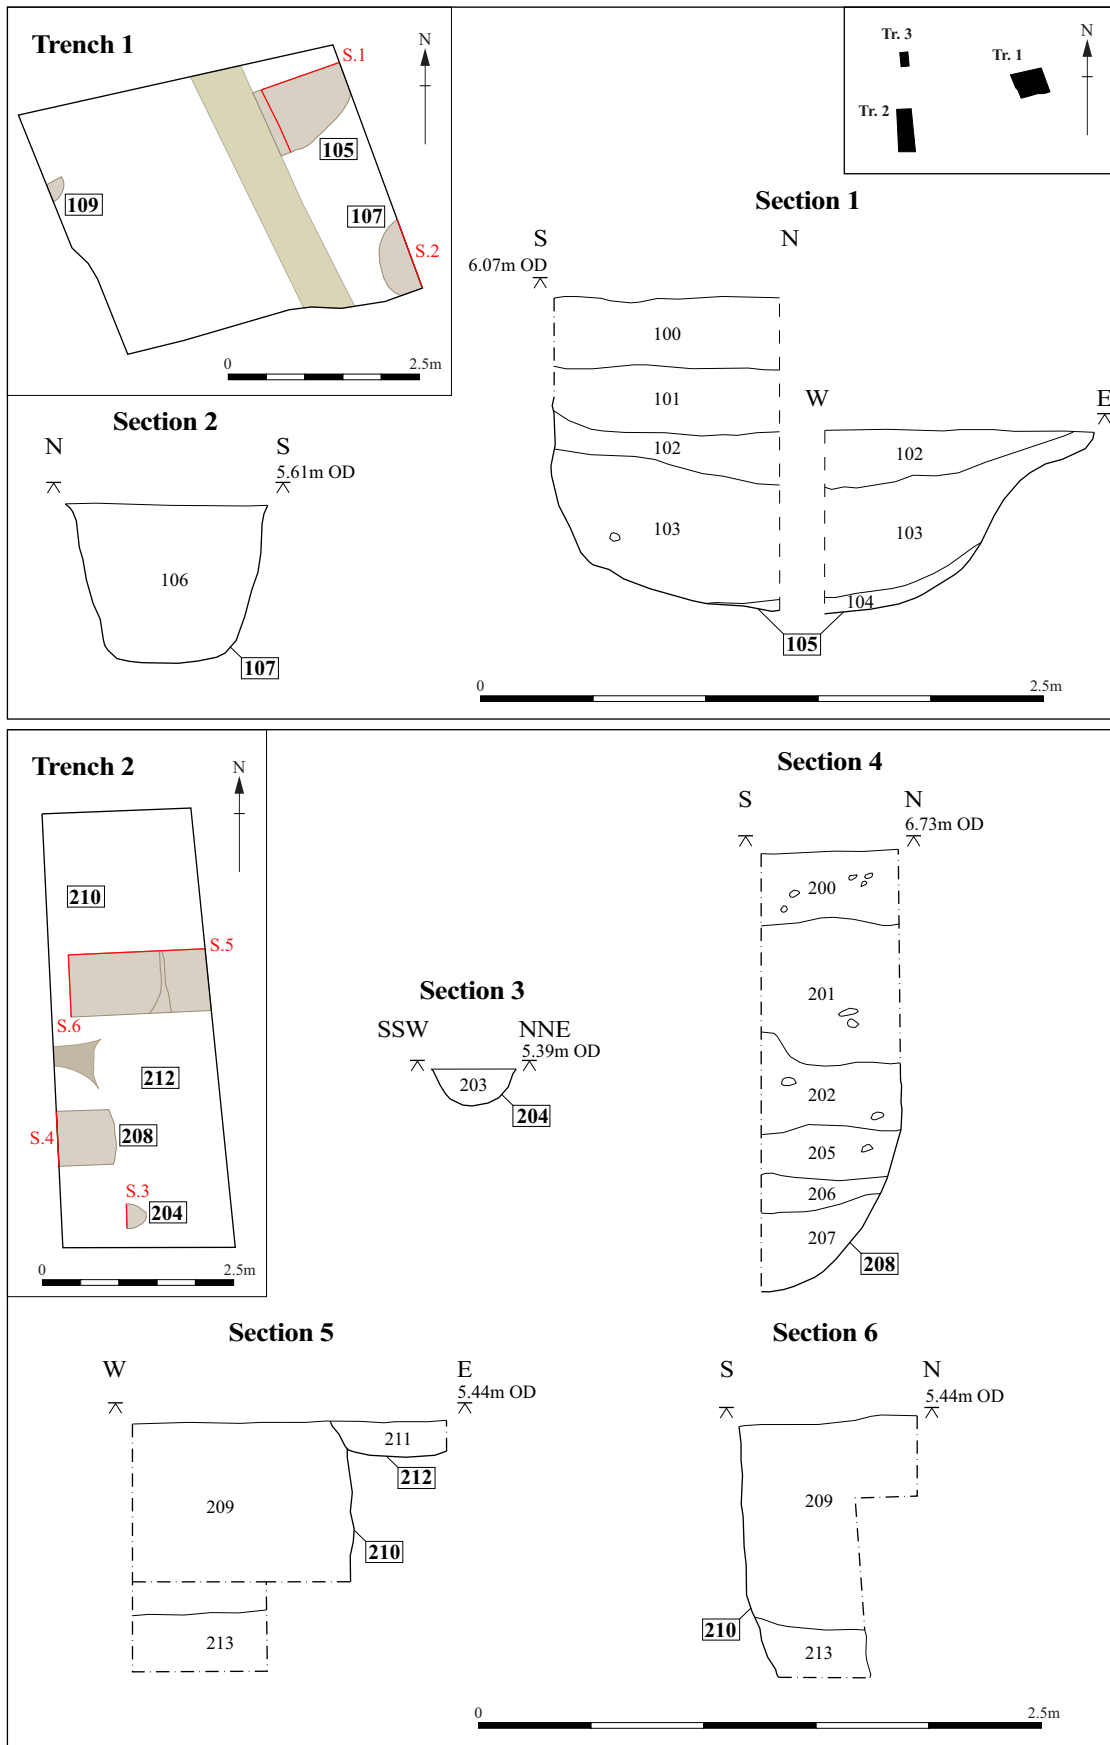 Trench 1
S.1
N
105
109
107
S.2
0 2.5m
Tr. 3
Tr. 1
N
Tr. 2
Section 1
S N
6.07m OD
100
101
W E
102
102
103
103
104
105
0 2.5m
Section 2
N S
5.61m OD
106
107
Trench 2
N
210
S.5
S.6
212
S.4
208
S.3
204
0 2.5m
Section 3
SSW NNE
5.39m OD
203
204
Section 4
S N
6.73m OD
200
201
202
205
206
207
208
Section 5
W E
5.44m OD
211
212
209
210
213
Section 6
S N
5.44m OD
209
210
213
0 2.5m